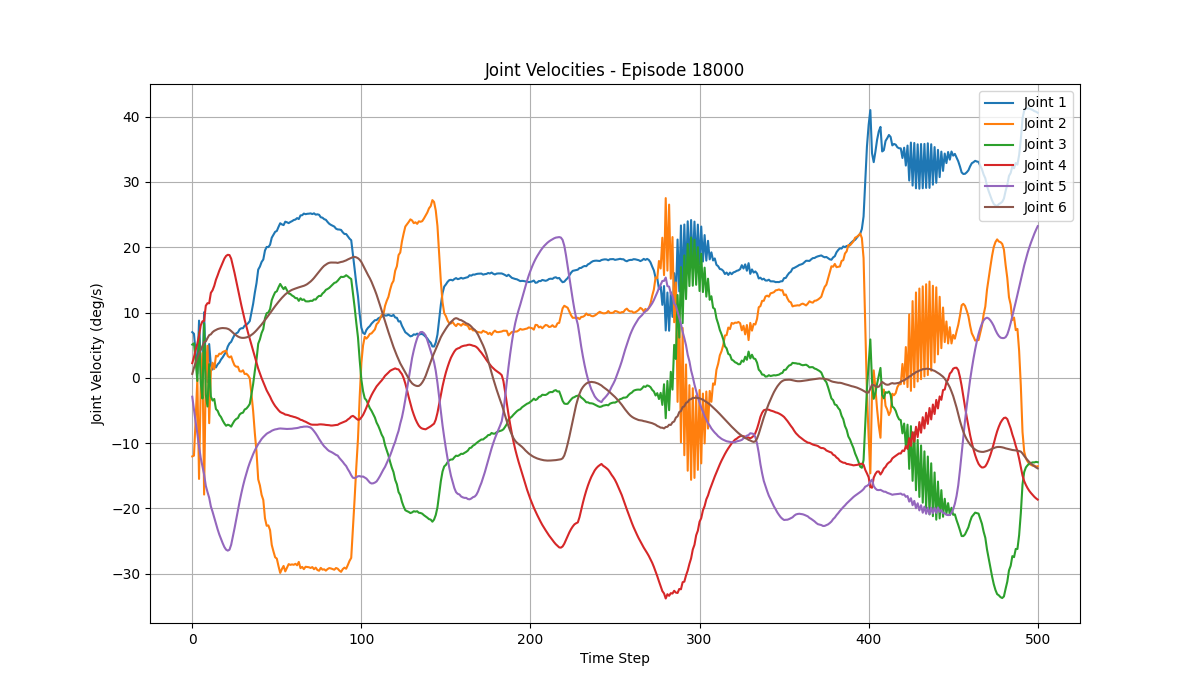 Joint Velocities - Episode 18000
Joint Velocity (deg/s)
40
30
20
10
0
−10
−20
−30
0
100
200
300
400
500
Time Step
Joint 1
Joint 2
Joint 3
Joint 4
Joint 5
Joint 6